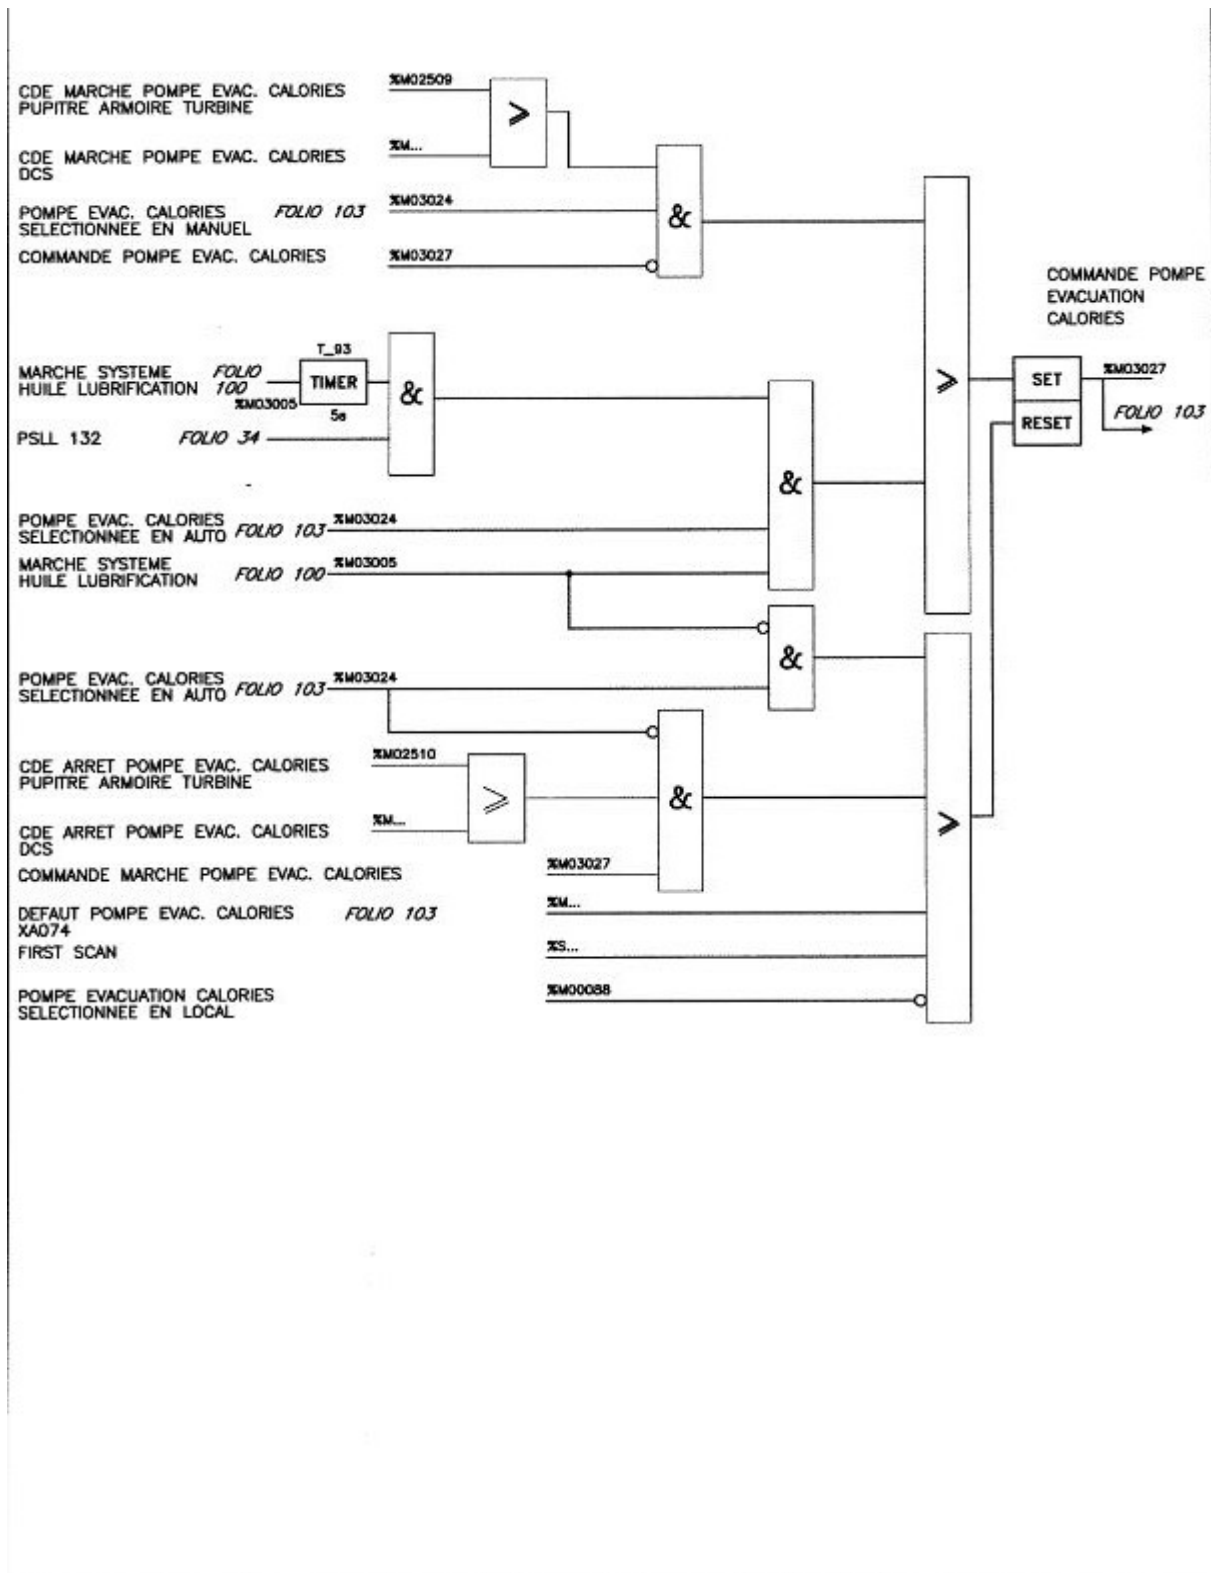 %M02509
CDE MARCHE POMPE EVAC. CALORIES
PUPITRE ARMOIRE TURBINE
⩾
CDE MARCHE POMPE EVAC. CALORIES %M...
DCS
POMPE EVAC. CALORIES FOLIO 103 %M03024
SELECTIONNEE EN MANUEL
&
COMMANDE POMPE EVAC. CALORIES %M03027
COMMANDE POMPE
EVACUATION
CALORIES
T_93
MARCHE SYSTEME FOLIO
HUILE LUBRIFICATION 100 TIMER
%M03005
5s
&
⩾
SET %M03027
RESET FOLIO 103
PSLL 132 FOLIO 34
&
POMPE EVAC. CALORIES %M03024
SELECTIONNEE EN AUTO FOLIO 103
MARCHE SYSTEME %M03005
HUILE LUBRIFICATION FOLIO 100
&
POMPE EVAC. CALORIES %M03024
SELECTIONNEE EN AUTO FOLIO 103
%M02510
CDE ARRET POMPE EVAC. CALORIES
PUPITRE ARMOIRE TURBINE
⩾
&
⩾
CDE ARRET POMPE EVAC. CALORIES %M...
DCS
COMMANDE MARCHE POMPE EVAC. CALORIES %M03027
DEFAUT POMPE EVAC. CALORIES FOLIO 103 %M...
XA074
FIRST SCAN %S...
POMPE EVACUATION CALORIES %M00088
SELECTIONNEE EN LOCAL